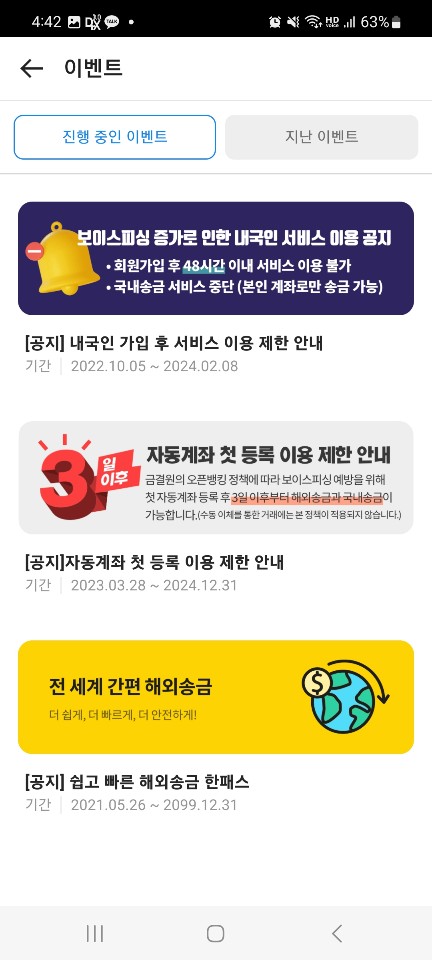 4:42
TALK
HD
VOICE
63%
이벤트
진행 중인 이벤트
지난 이벤트
보이스피싱 증가로 인한 내국인 서비스 이용 공지
• 회원가입 후 48시간 이내 서비스 이용 불가
• 국내송금 서비스 중단 (본인 계좌로만 송금 가능)
[공지] 내국인 가입 후 서비스 이용 제한 안내
기간 | 2022.10.05 ~ 2024.02.08
3일
이후
자동계좌 첫 등록 이용 제한 안내
금결원의 오픈뱅킹 정책에 따라 보이스피싱 예방을 위해
첫 자동계좌 등록 후 3일 이후부터 해외송금과 국내송금이
가능합니다.(수동 이체를 통한 거래에는 본 정책이 적용되지 않습니다.)
[공지]자동계좌 첫 등록 이용 제한 안내
기간 | 2023.03.28 ~ 2024.12.31
전 세계 간편 해외송금
더 쉽게, 더 빠르게, 더 안전하게!
$
[공지] 쉽고 빠른 해외송금 한패스
기간 | 2021.05.26 ~ 2099.12.31